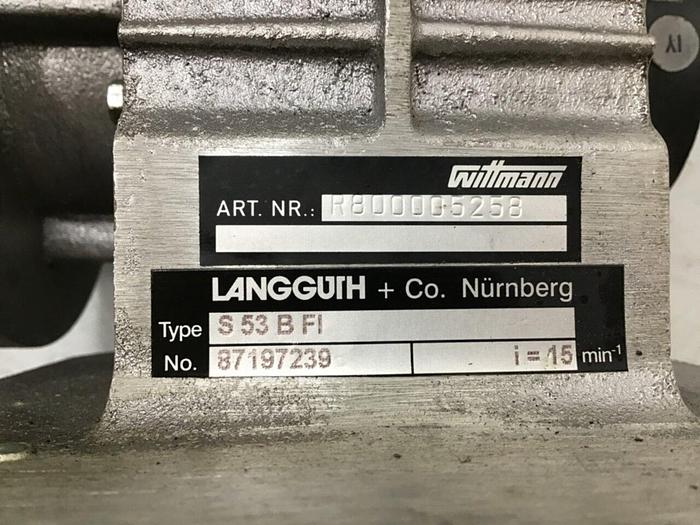 Wittmann
ART. NR.: R800005258
LANGGUTH + Co. Nürnberg
Type S 53 B FI
No. 87197239 i = 15 min⁻¹